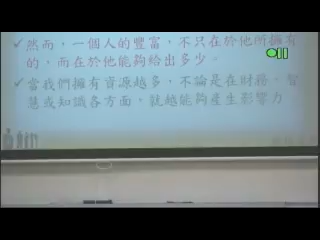 然而，一個人的豐富，不只在於他所擁有
的，而在於他能夠給出多少。
當我們擁有資源越多，不論是在財務、智
慧或知識各方面，就越能夠產生影響力